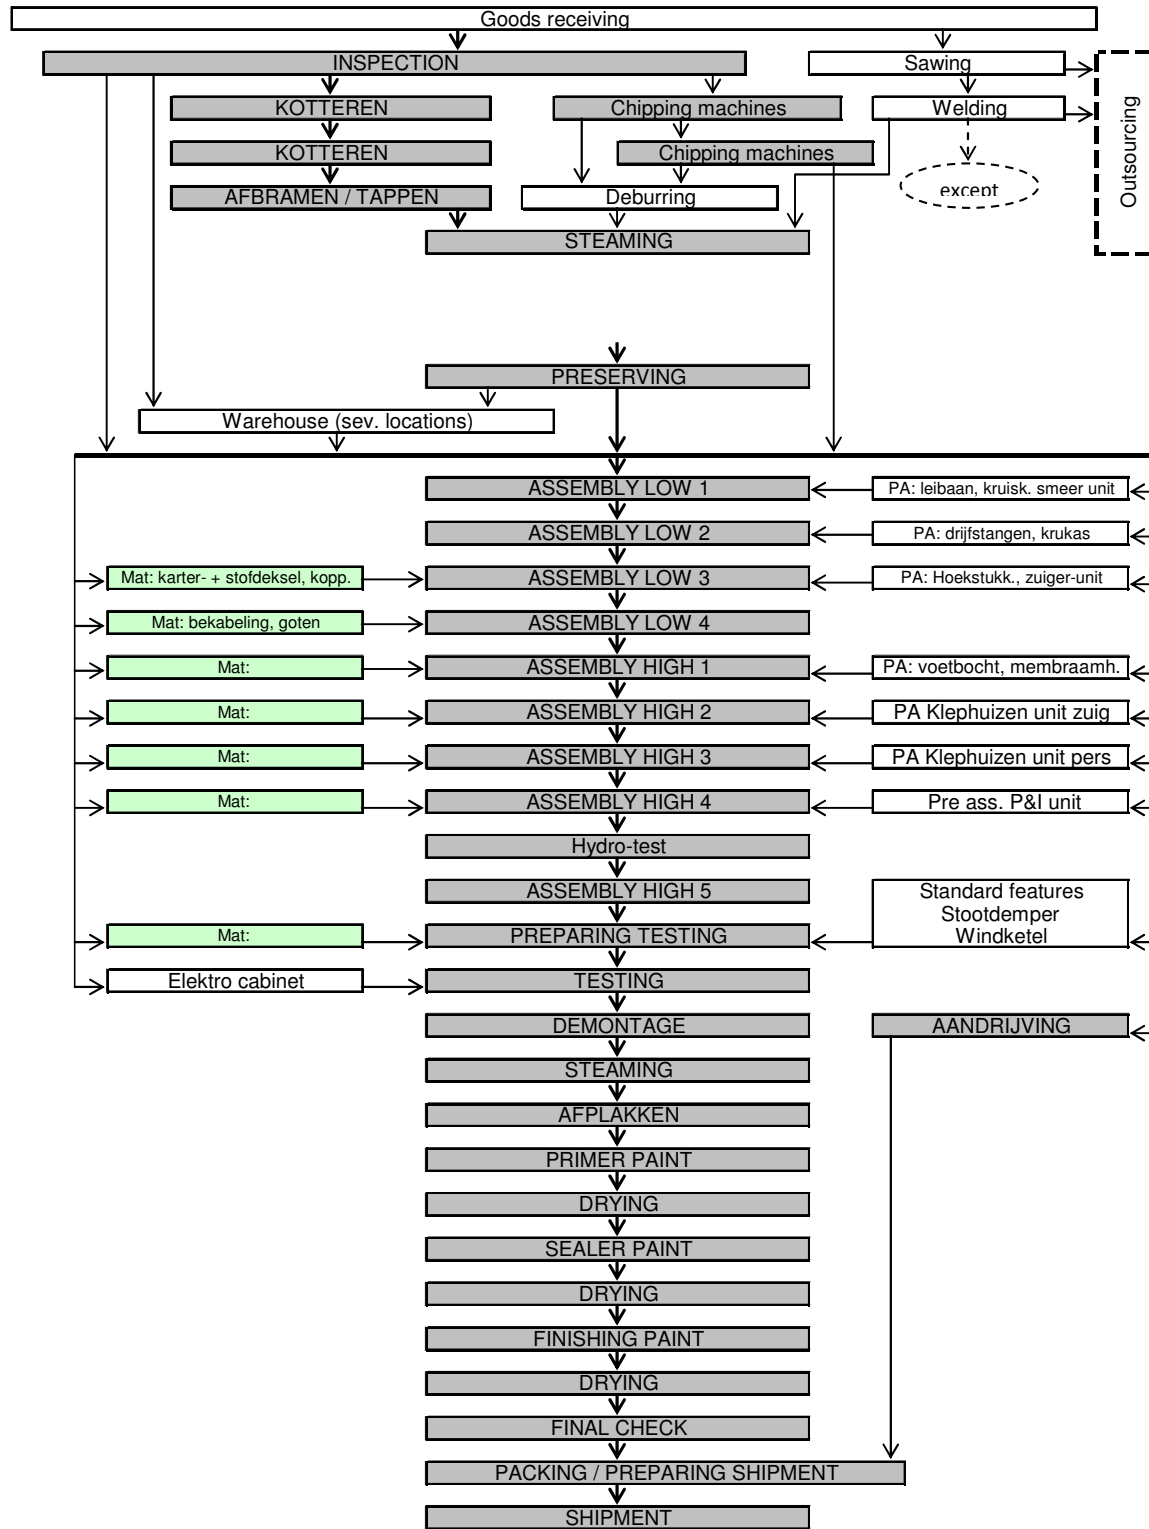 Goods receiving
INSPECTION
Sawing
Outsourcing
KOTTEREN
Chipping machines
Welding
KOTTEREN
Chipping machines
except
AFBRAMEN / TAPPEN
Deburring
STEAMING
PRESERVING
Warehouse (sev. locations)
ASSEMBLY LOW 1
PA: leibaan, kruisk. smeer unit
ASSEMBLY LOW 2
PA: drijfstangen, krukas
Mat: karter- + stofdeksel, kopp.
ASSEMBLY LOW 3
PA: Hoekstukk., zuiger-unit
Mat: bekabeling, goten
ASSEMBLY LOW 4
Mat:
ASSEMBLY HIGH 1
PA: voetbocht, membraamh.
Mat:
ASSEMBLY HIGH 2
PA Klephuizen unit zuig
Mat:
ASSEMBLY HIGH 3
PA Klephuizen unit pers
Mat:
ASSEMBLY HIGH 4
Pre ass. P&I unit
Hydro-test
ASSEMBLY HIGH 5
Standard features
Stootdemper
Windketel
Mat:
PREPARING TESTING
Elektro cabinet
TESTING
DEMONTAGE
AANDRIJVING
STEAMING
AFPLAKKEN
PRIMER PAINT
DRYING
SEALER PAINT
DRYING
FINISHING PAINT
DRYING
FINAL CHECK
PACKING / PREPARING SHIPMENT
SHIPMENT